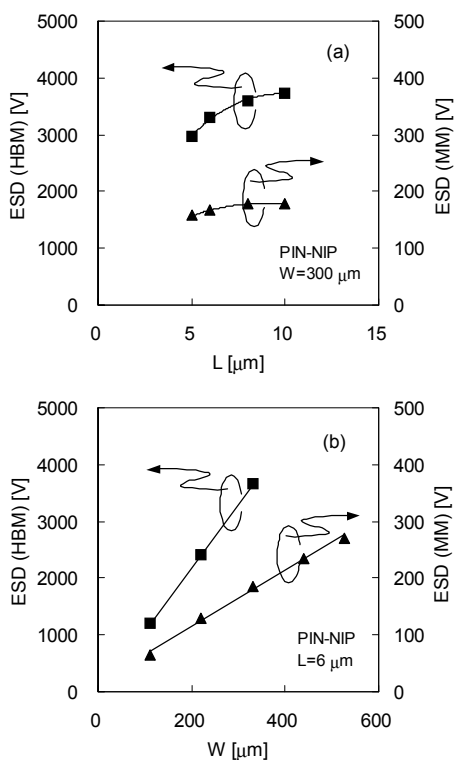 5000
4000
3000
2000
1000
0
ESD (HBM) [V]
500
400
300
200
100
0
ESD (MM) [V]
(a)
PIN-NIP
W=300 μm
0 5 10 15
L [μm]
5000
4000
3000
2000
1000
0
ESD (HBM) [V]
500
400
300
200
100
0
ESD (MM) [V]
(b)
PIN-NIP
L=6 μm
0 200 400 600
W [μm]